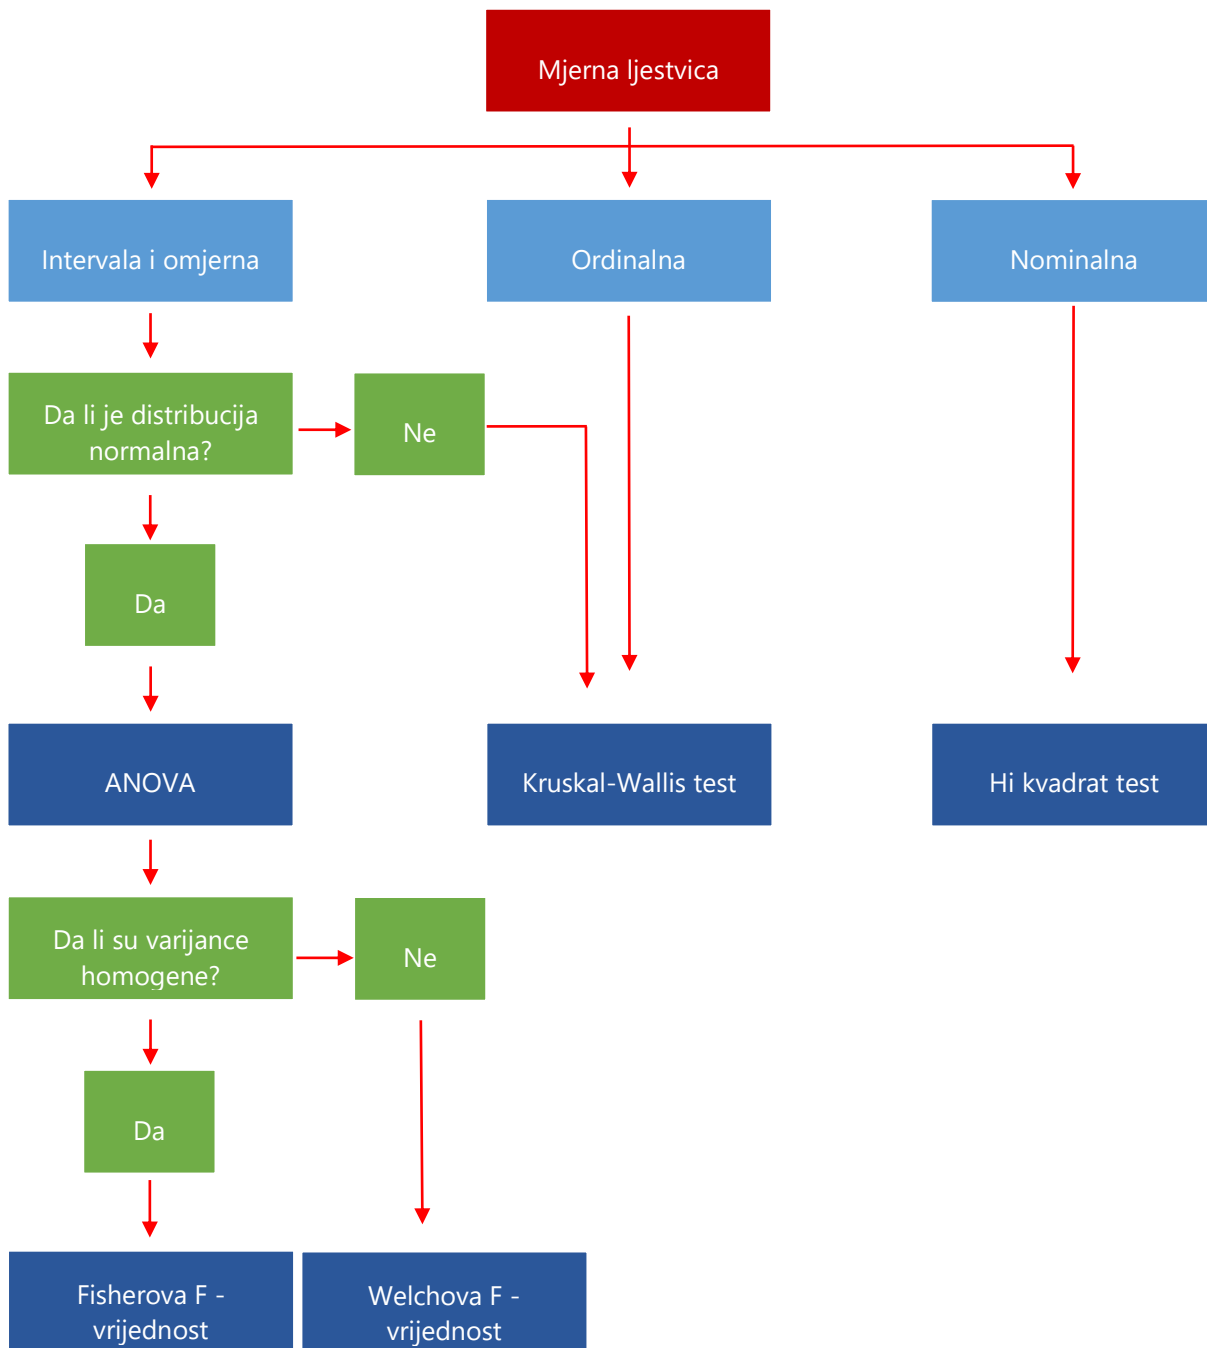 Mjerna ljestvica
Intervala i omjerna
Ordinalna
Nominalna
Da li je distribucija
normalna?
Ne
Da
ANOVA
Kruskal-Wallis test
Hi kvadrat test
Da li su varijance
homogene?
Ne
Da
Fisherova F -
vrijednost
Welchova F -
vrijednost